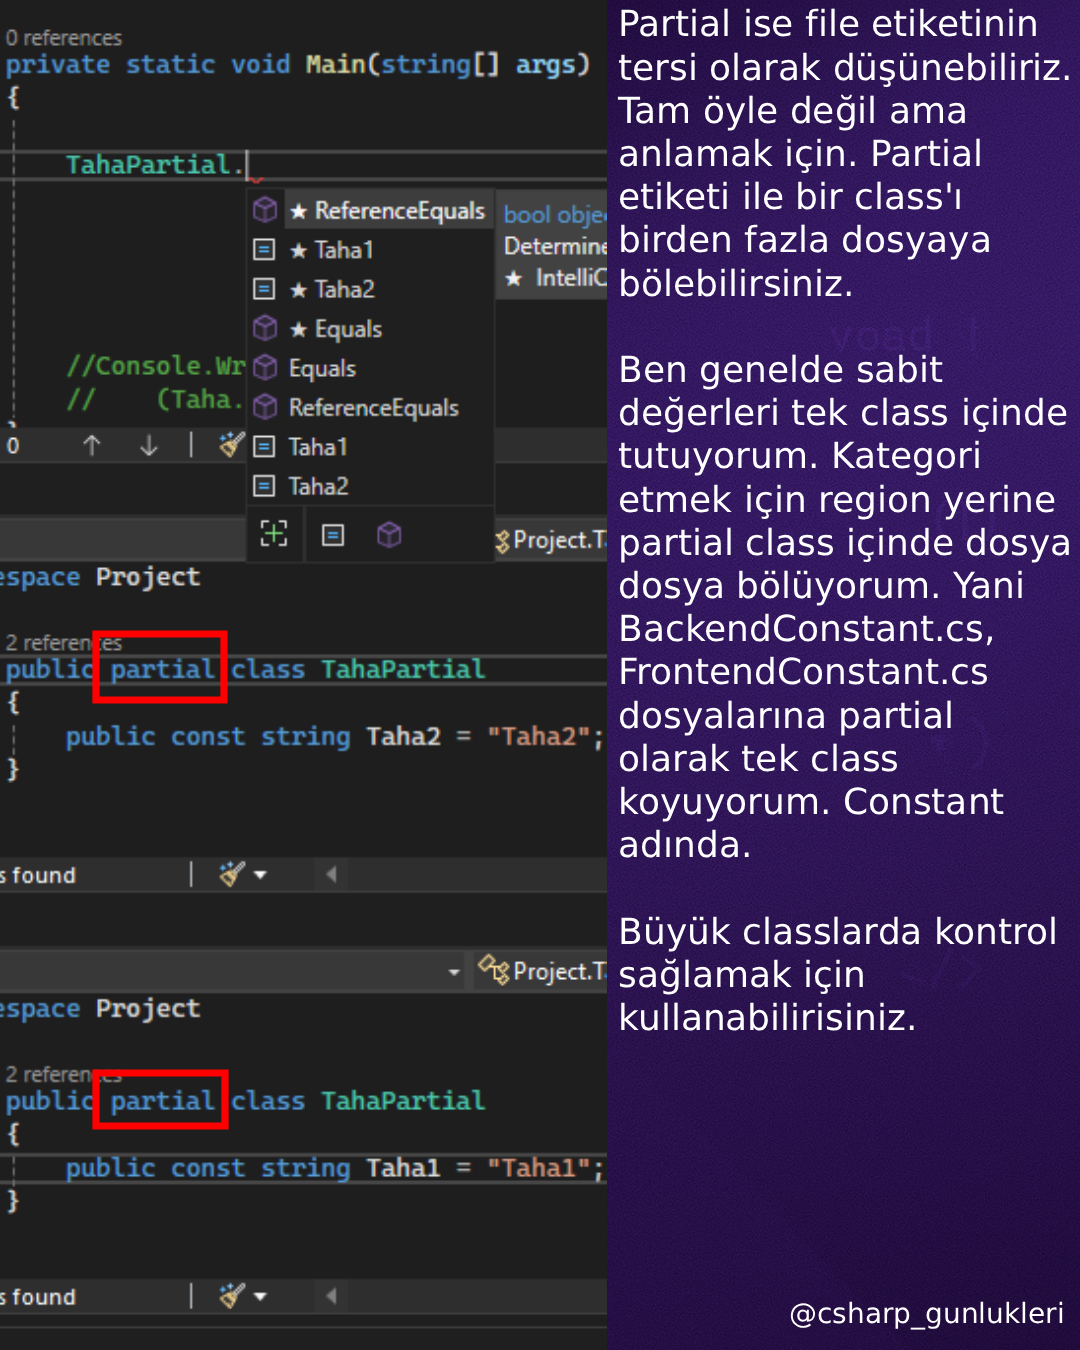 0 references
private static void Main(string[] args)
{
TahaPartial.
★ ReferenceEquals
★ Taha1
★ Taha2
★ Equals
Equals
ReferenceEquals
Taha1
Taha2
bool obje
Determine
★ IntelliC
//Console.Wr
// (Taha.
0
Project.T
espace Project
2 references
public partial class TahaPartial
{
public const string Taha2 = "Taha2";
}
s found
Project.T
espace Project
2 references
public partial class TahaPartial
{
public const string Taha1 = "Taha1";
}
s found
Partial ise file etiketinin
tersi olarak düşünebiliriz.
Tam öyle değil ama
anlamak için. Partial
etiketi ile bir class'ı
birden fazla dosyaya
bölebilirsiniz.
Ben genelde sabit
değerleri tek class içinde
tutuyorum. Kategori
etmek için region yerine
partial class içinde dosya
dosya bölüyorum. Yani
BackendConstant.cs,
FrontendConstant.cs
dosyalarına partial
olarak tek class
koyuyorum. Constant
adında.
Büyük classlarda kontrol
sağlamak için
kullanabilirisiniz.
@csharp_gunlukleri